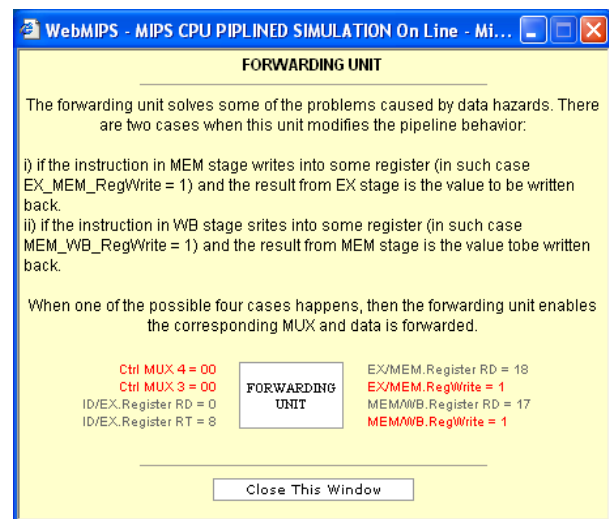 WebMIPS - MIPS CPU PIPLINED SIMULATION On Line - Mi...
FORWARDING UNIT
The forwarding unit solves some of the problems caused by data hazards. There
are two cases when this unit modifies the pipeline behavior:
i) if the instruction in MEM stage writes into some register (in such case
EX_MEM_RegWrite = 1) and the result from EX stage is the value to be written
back.
ii) if the instruction in WB stage srites into some register (in such case
MEM_WB_RegWrite = 1) and the result from MEM stage is the value tobe written
back.
When one of the possible four cases happens, then the forwarding unit enables
the corresponding MUX and data is forwarded.
Ctrl MUX 4 = 00
Ctrl MUX 3 = 00
ID/EX.Register RD = 0
ID/EX.Register RT = 8
FORWARDING
UNIT
EX/MEM.Register RD = 18
EX/MEM.RegWrite = 1
MEM/WB.Register RD = 17
MEM/WB.RegWrite = 1
Close This Window